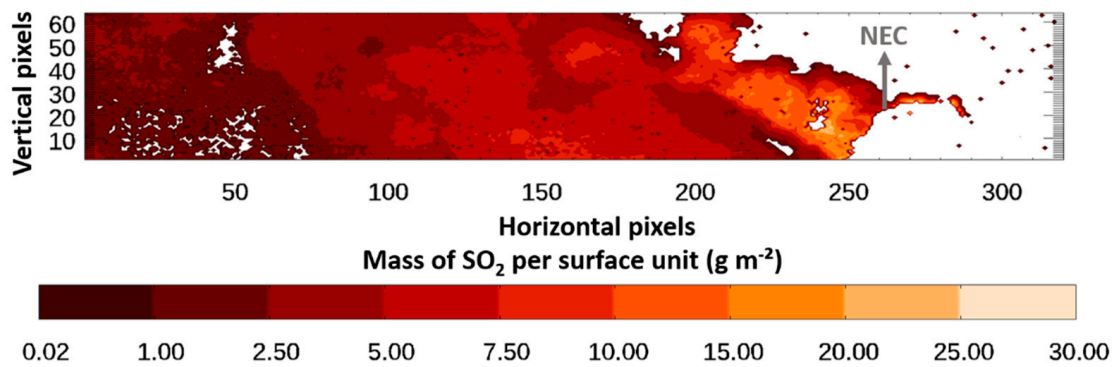 Vertical pixels
60
50
40
30
20
10
NEC
50 100 150 200 250 300
Horizontal pixels
Mass of SO₂ per surface unit (g m⁻²)
0.02 1.00 2.50 5.00 7.50 10.00 15.00 20.00 25.00 30.00